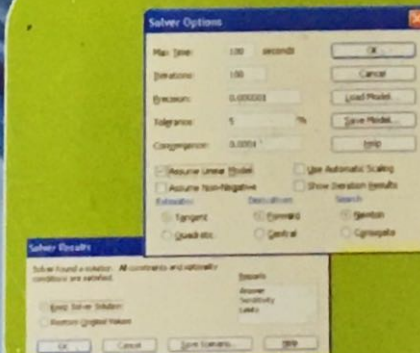 Solver Options
Max Time: 100 seconds
OK
Iterations: 100
Cancel
Precision: 0.000001
Load Model...
Tolerance: 5 %
Save Model...
Convergence: 0.0001
Help
Assume Linear Model
Use Automatic Scaling
Assume Non-Negative
Show Iteration Results
Estimates
Derivatives
Search
Tangent
Forward
Newton
Quadratic
Central
Conjugate
Solver Results
Solver found a solution. All constraints and optimality
conditions are satisfied.
Reports
Answer
Sensitivity
Limits
Keep Solver Solution
Restore Original Values
OK
Cancel
Save Scenario...
Help